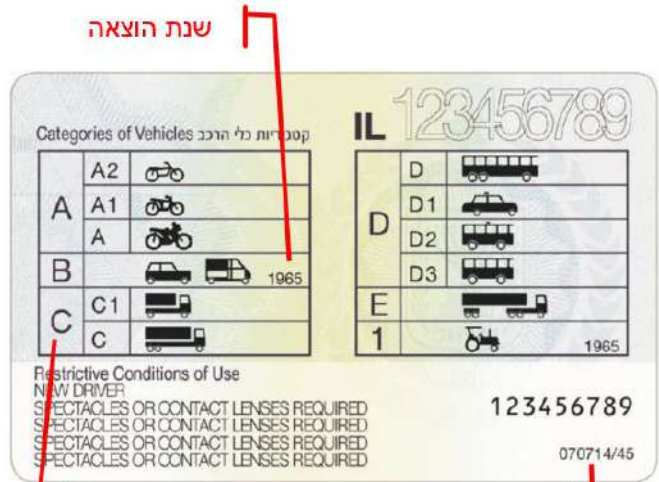 שנת הוצאה
IL 123456789
Categories of Vehicles קטגוריות כלי הרכב
A
A2
A1
A
B 1965
C
C1
C
D
D
D1
D2
D3
E
1 1965
Restrictive Conditions of Use
NEW DRIVER
SPECTACLES OR CONTACT LENSES REQUIRED
SPECTACLES OR CONTACT LENSES REQUIRED
SPECTACLES OR CONTACT LENSES REQUIRED
SPECTACLES OR CONTACT LENSES REQUIRED
123456789
070714/45